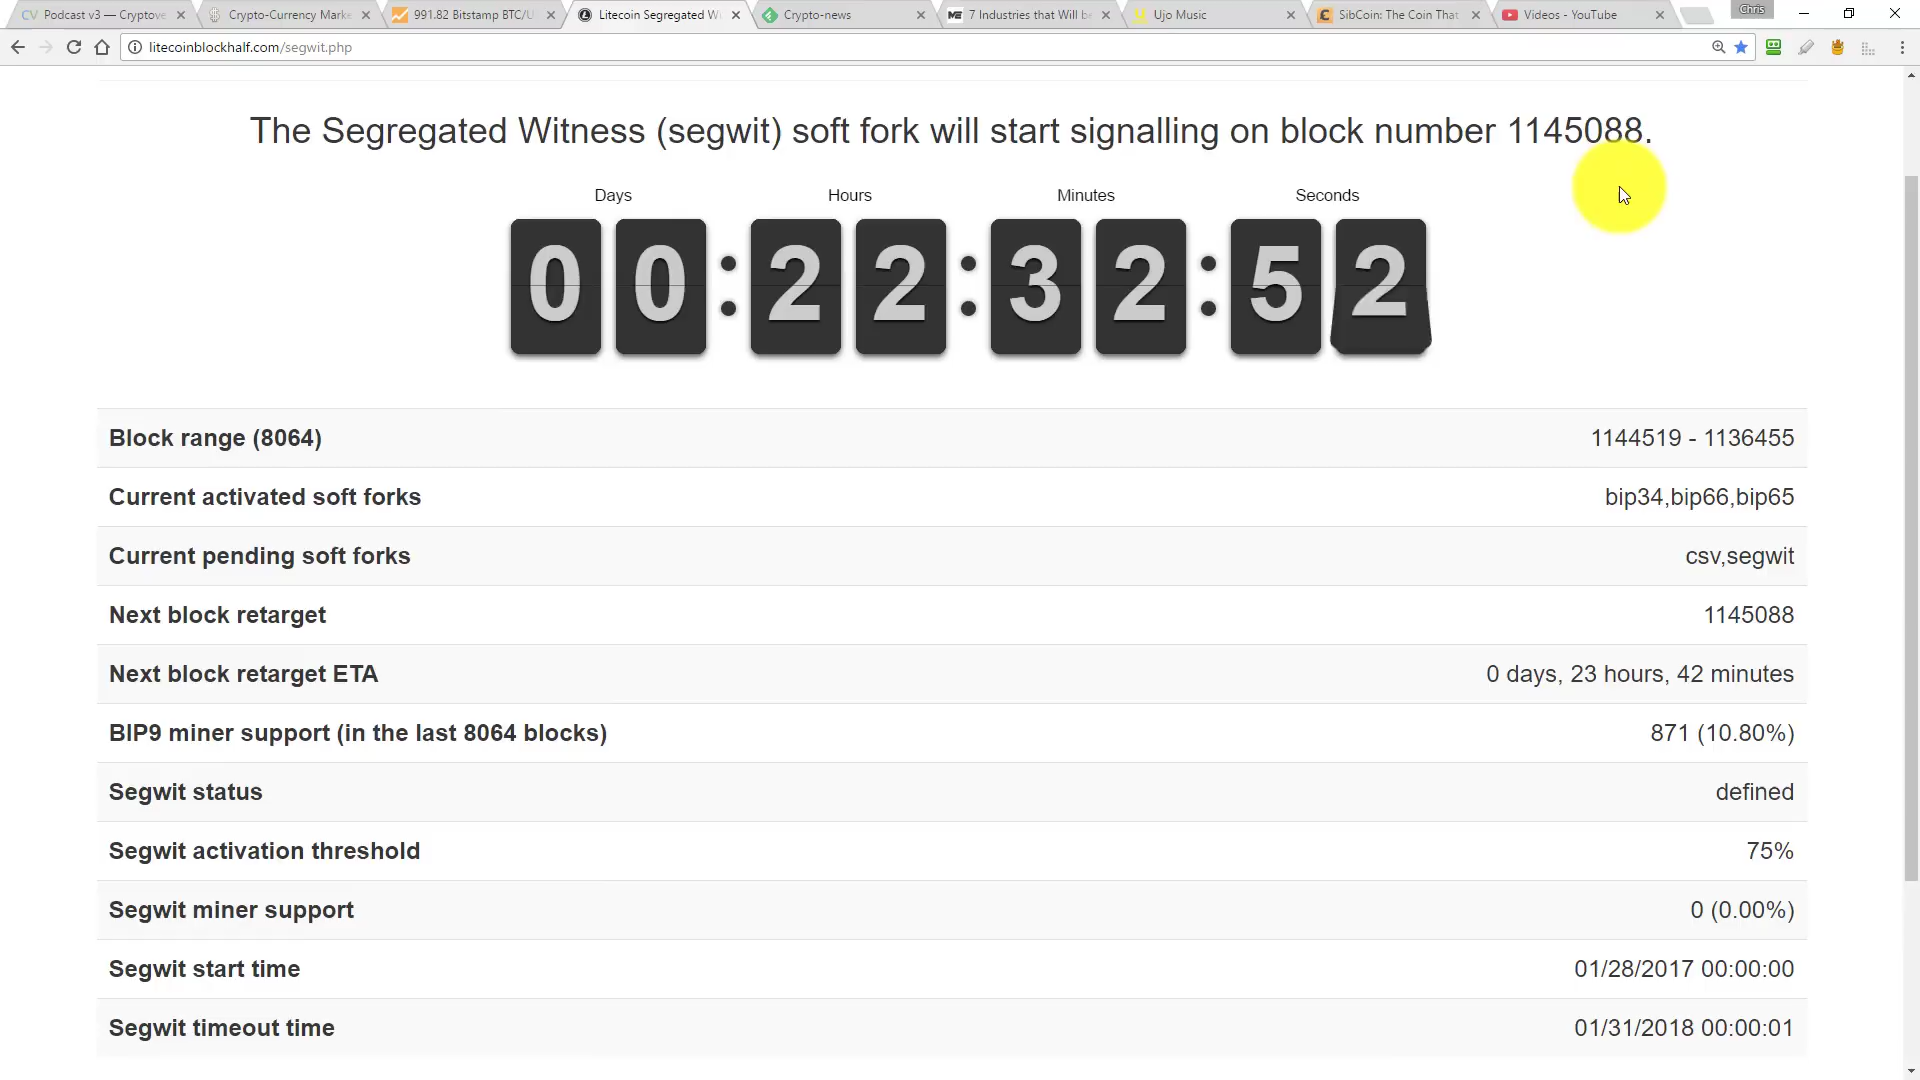 Podcast v3 — Cryptove
Crypto-Currency Marke
991.82 Bitstamp BTC/U
Litecoin Segregated Wi
Crypto-news
7 Industries that Will b
Ujo Music
SibCoin: The Coin That
Videos - YouTube
Chris
litecoinblockhalf.com/segwit.php
The Segregated Witness (segwit) soft fork will start signalling on block number 1145088.
Days Hours Minutes Seconds
00:22:32:52
Block range (8064) 1144519 - 1136455
Current activated soft forks bip34,bip66,bip65
Current pending soft forks csv,segwit
Next block retarget 1145088
Next block retarget ETA 0 days, 23 hours, 42 minutes
BIP9 miner support (in the last 8064 blocks) 871 (10.80%)
Segwit status defined
Segwit activation threshold 75%
Segwit miner support 0 (0.00%)
Segwit start time 01/28/2017 00:00:00
Segwit timeout time 01/31/2018 00:00:01